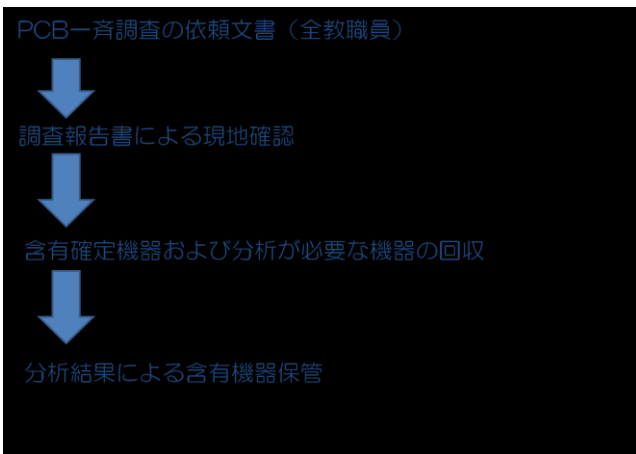 PCB一斉調査の依頼文書（全教職員）
調査報告書による現地確認
含有確定機器および分析が必要な機器の回収
分析結果による含有機器保管